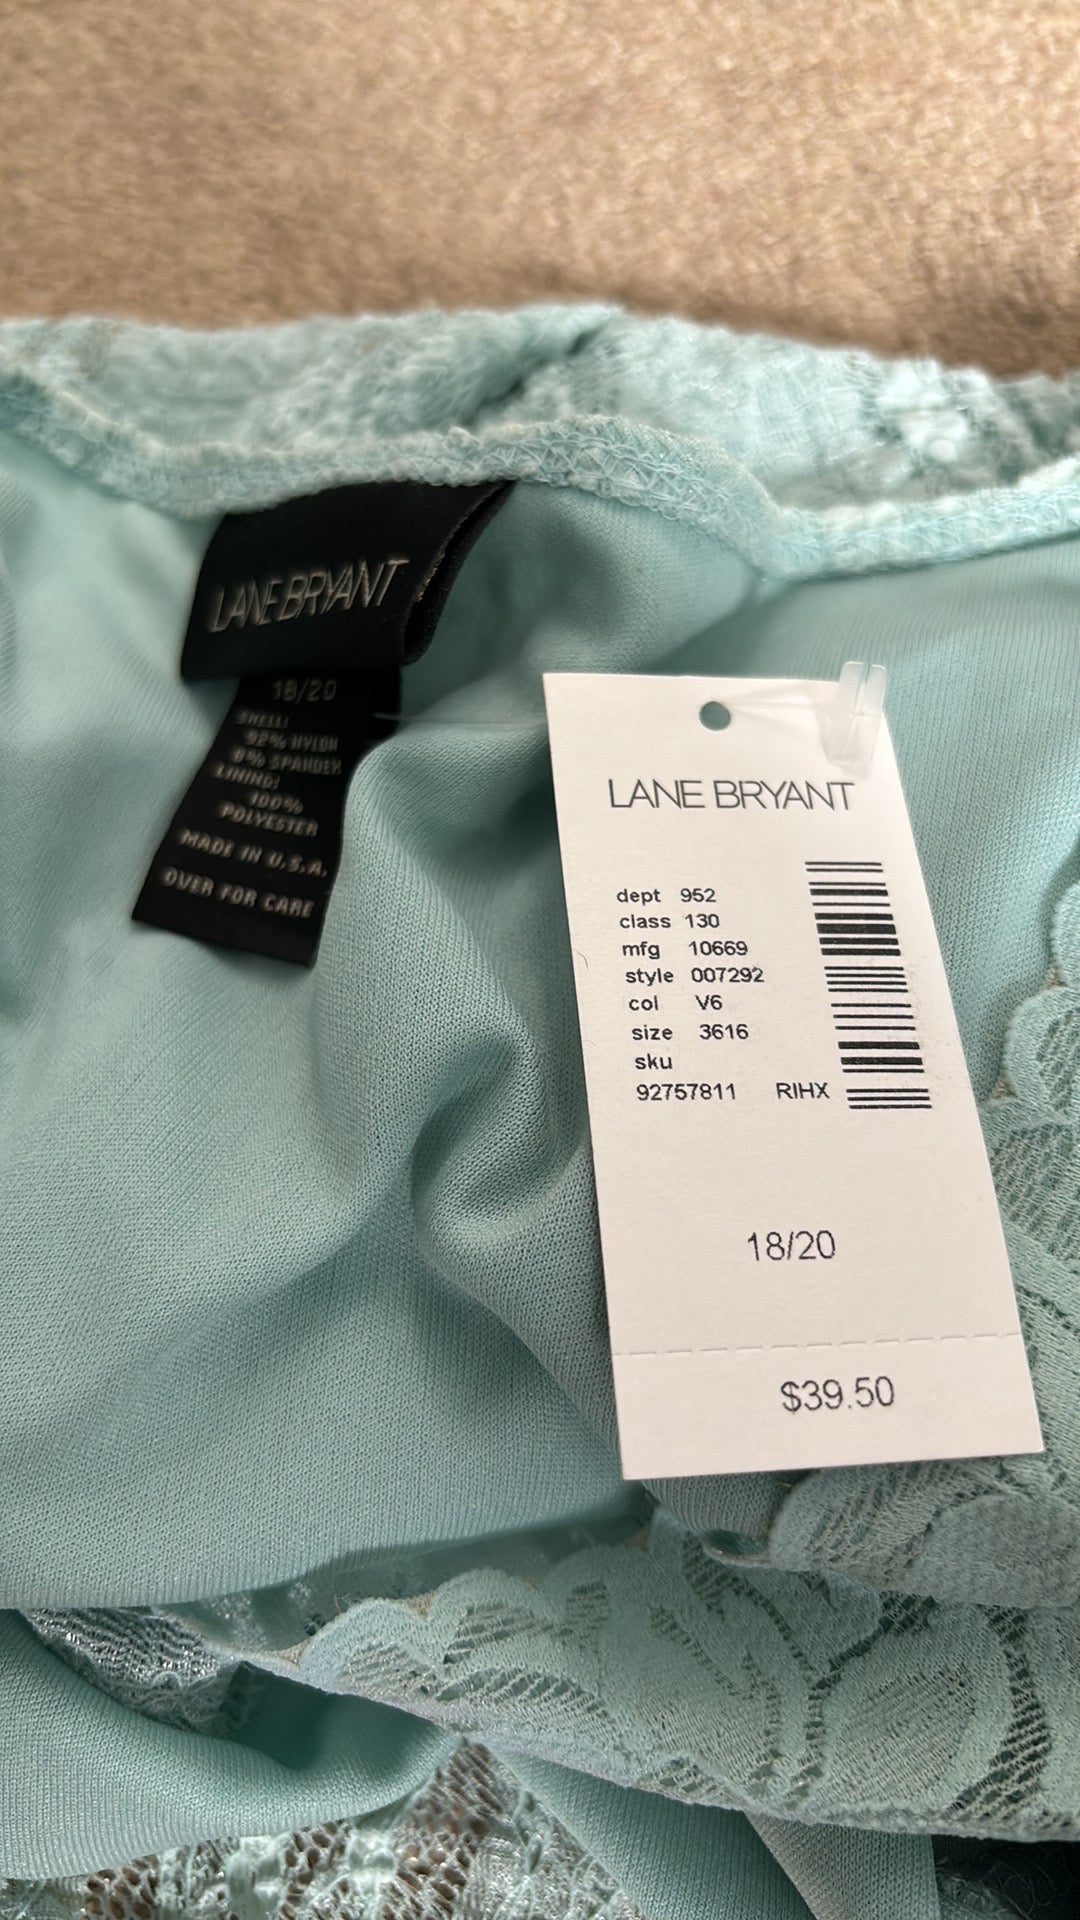 LANE BRYANT
18/20
SHELL:
92% NYLON
8% SPANDEX
LINING:
100%
POLYESTER
MADE IN U.S.A.
OVER FOR CARE
LANE BRYANT
dept 952
class 130
mfg 10669
style 007292
col V6
size 3616
sku
92757811 RIHX
18/20
$39.50